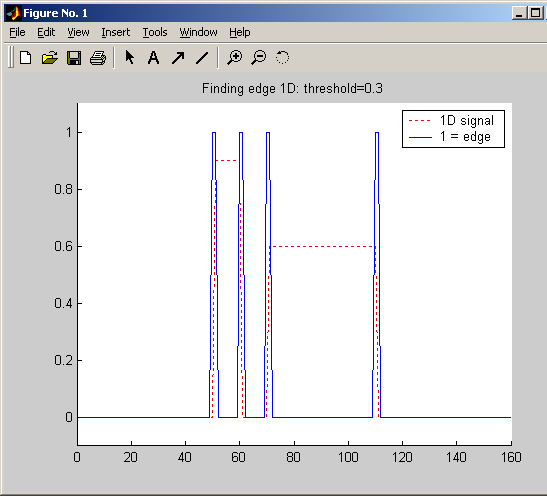 Figure No. 1
File Edit View Insert Tools Window Help
Finding edge 1D: threshold=0.3
1D signal
1 = edge
1
0.8
0.6
0.4
0.2
0
0 20 40 60 80 100 120 140 160